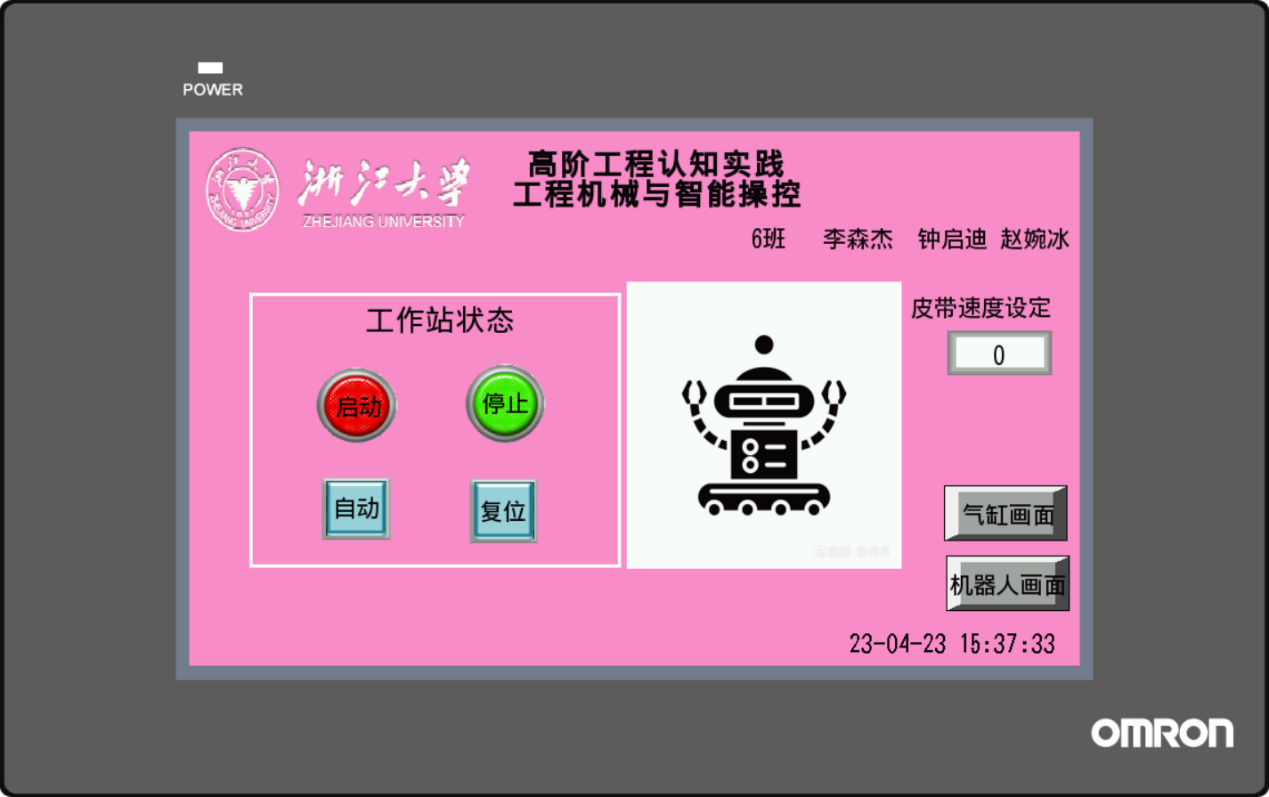 POWER
浙江大学
ZHEJIANG UNIVERSITY
高阶工程认知实践
工程机械与智能操控
6班 李森杰 钟启迪 赵婉冰
工作站状态
皮带速度设定
0
启动 停止
自动 复位
气缸画面
机器人画面
23-04-23 15:37:33
OMRON